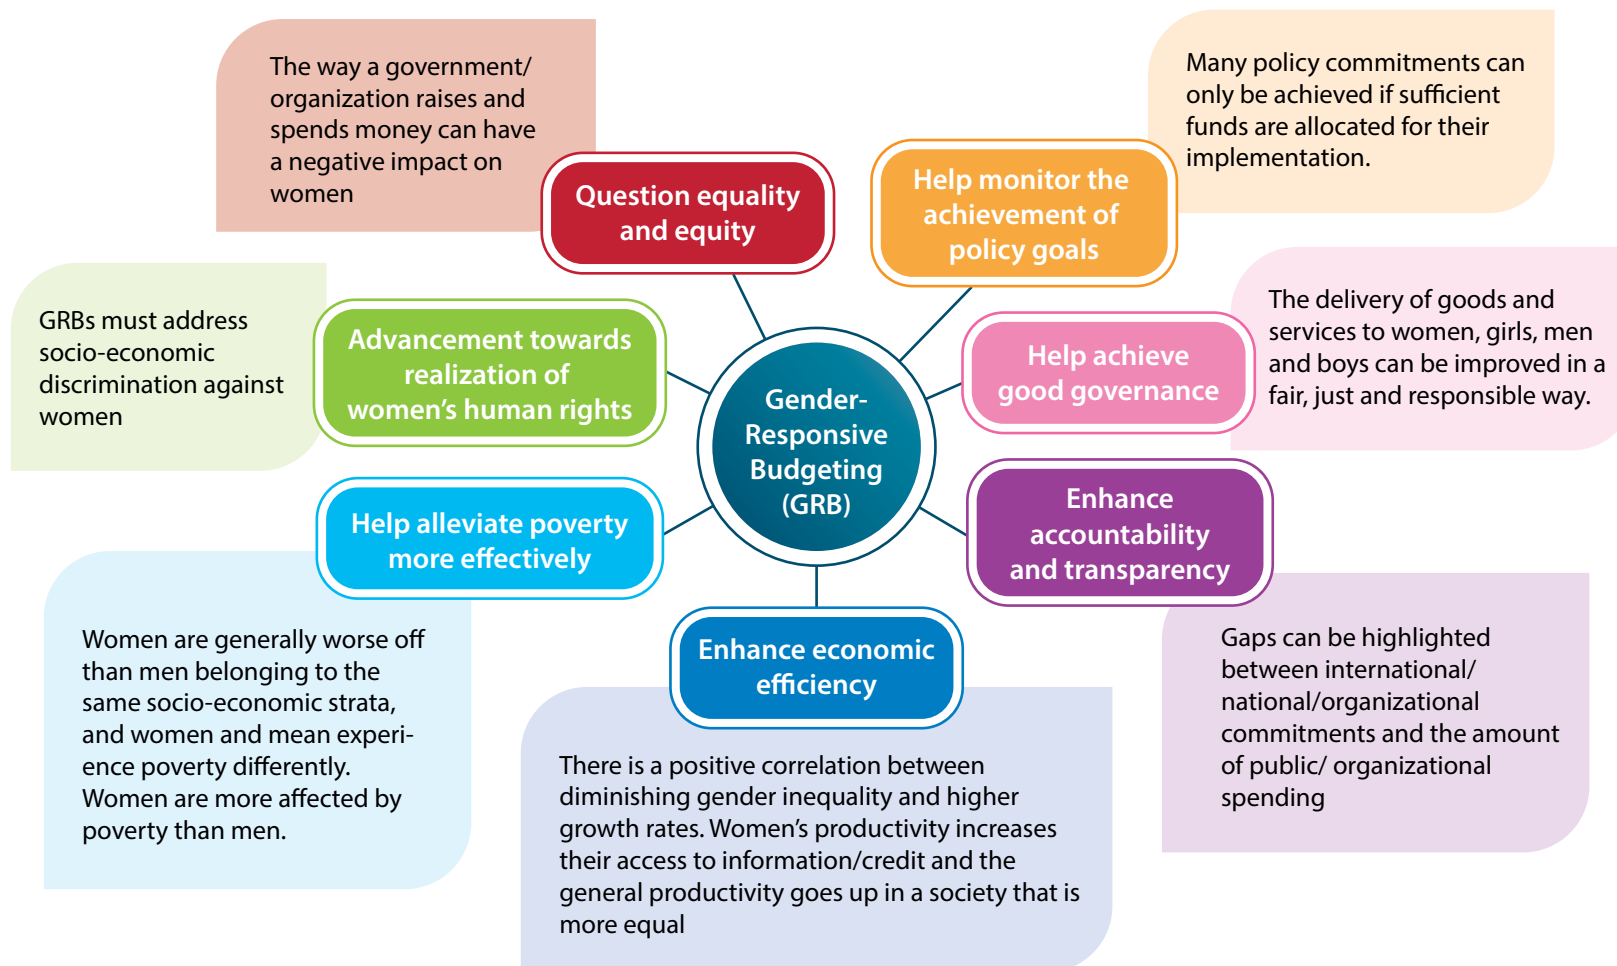 The way a government/
organization raises and
spends money can have
a negative impact on
women
Question equality
and equity
Many policy commitments can
only be achieved if sufficient
funds are allocated for their
implementation.
Help monitor the
achievement of
policy goals
GRBs must address
socio-economic
discrimination against
women
Advancement towards
realization of
women’s human rights
Gender-
Responsive
Budgeting
(GRB)
Help achieve
good governance
The delivery of goods and
services to women, girls, men
and boys can be improved in a
fair, just and responsible way.
Help alleviate poverty
more effectively
Women are generally worse off
than men belonging to the
same socio-economic strata,
and women and mean experi-
ence poverty differently.
Women are more affected by
poverty than men.
Enhance economic
efficiency
There is a positive correlation between
diminishing gender inequality and higher
growth rates. Women’s productivity increases
their access to information/credit and the
general productivity goes up in a society that is
more equal
Enhance
accountability
and transparency
Gaps can be highlighted
between international/
national/organizational
commitments and the amount
of public/ organizational
spending